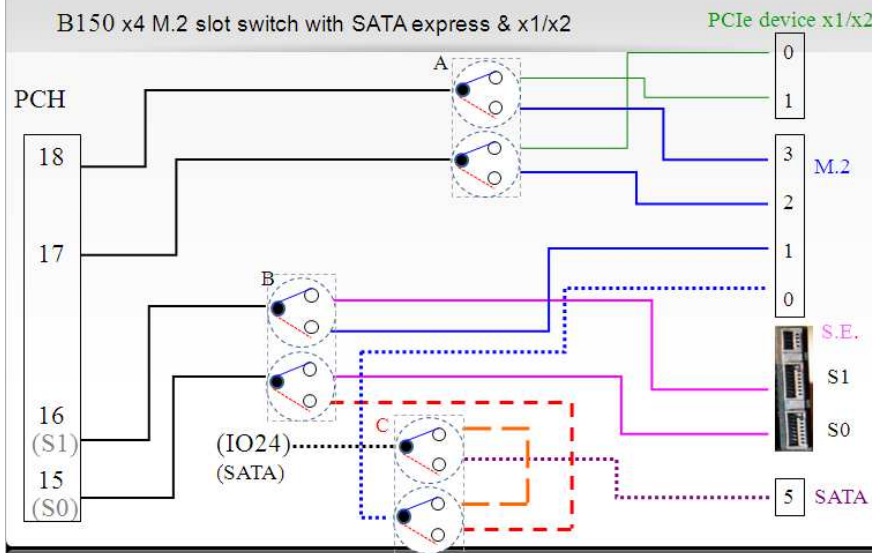 B150 x4 M.2 slot switch with SATA express & x1/x2
PCIe device x1/x2
A
0
1
PCH
18
3
M.2
2
17
1
B
0
S.E.
S1
16
C
(S1)
(IO24)
S0
(SATA)
15
(S0)
5
SATA